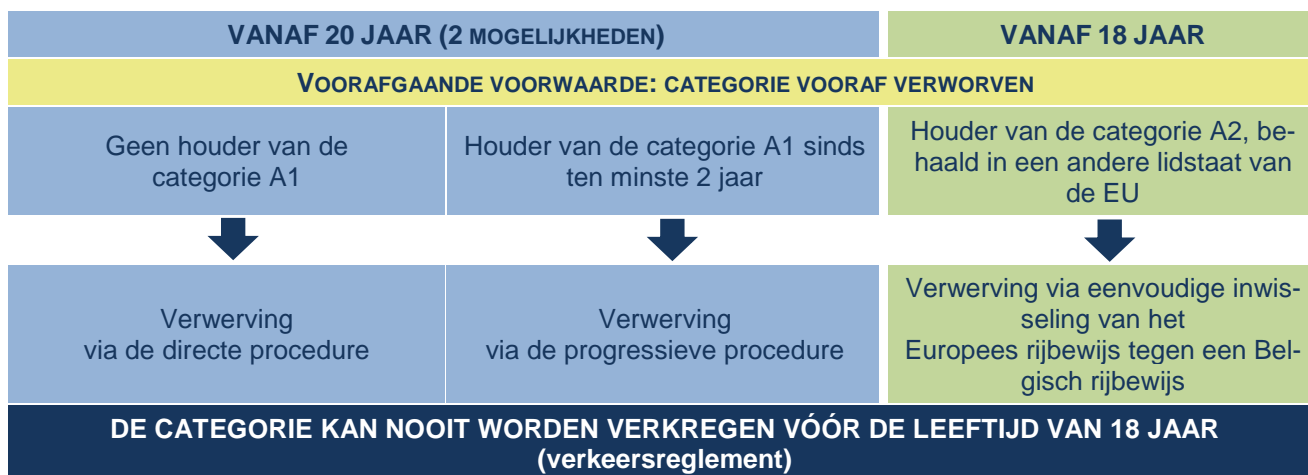 VANAF 20 JAAR (2 MOGELIJKHEDEN)
VANAF 18 JAAR
VOORAFGAANDE VOORWAARDE: CATEGORIE VOORAF VERWORVEN
Geen houder van de
categorie A1
Houder van de categorie A1 sinds
ten minste 2 jaar
Houder van de categorie A2, be-
haald in een andere lidstaat van
de EU
Verwerving
via de directe procedure
Verwerving
via de progressieve procedure
Verwerving via eenvoudige inwis-
seling van het
Europees rijbewijs tegen een Bel-
gisch rijbewijs
DE CATEGORIE KAN NOOIT WORDEN VERKREGEN VÓÓR DE LEEFTIJD VAN 18 JAAR
(verkeersreglement)